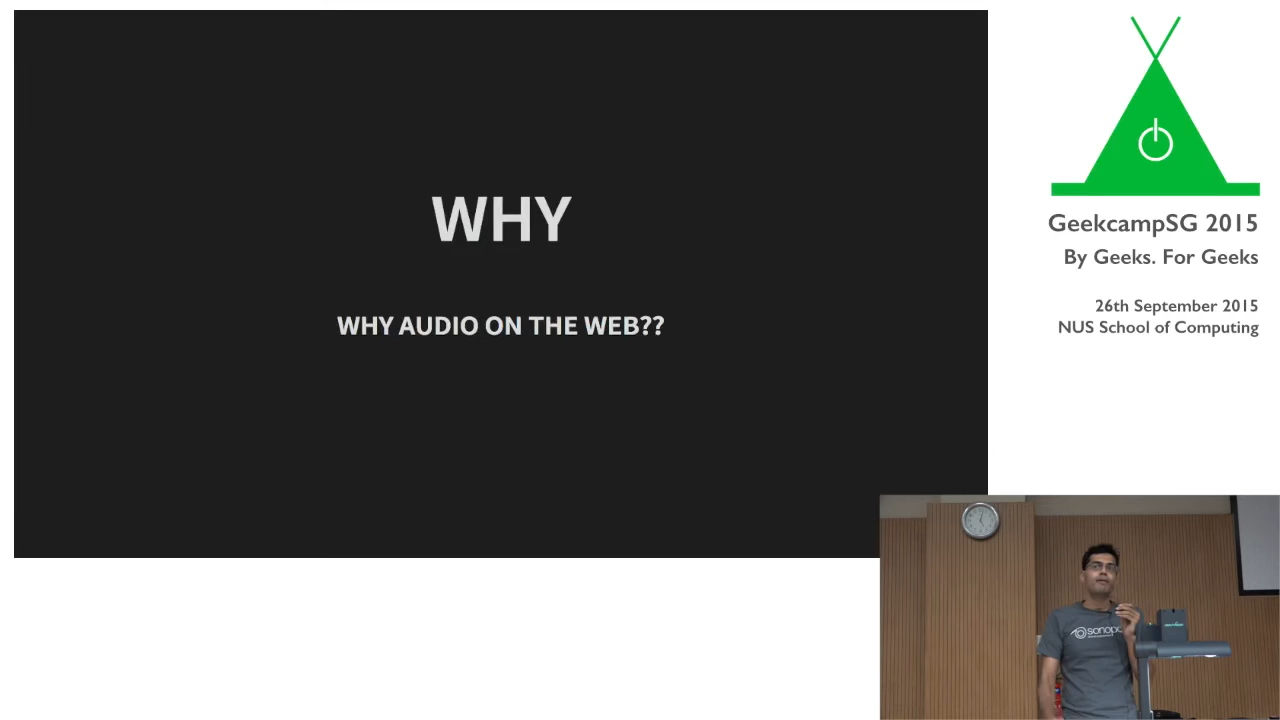 WHY
WHY AUDIO ON THE WEB??
GeekcampSG 2015
By Geeks. For Geeks
26th September 2015
NUS School of Computing